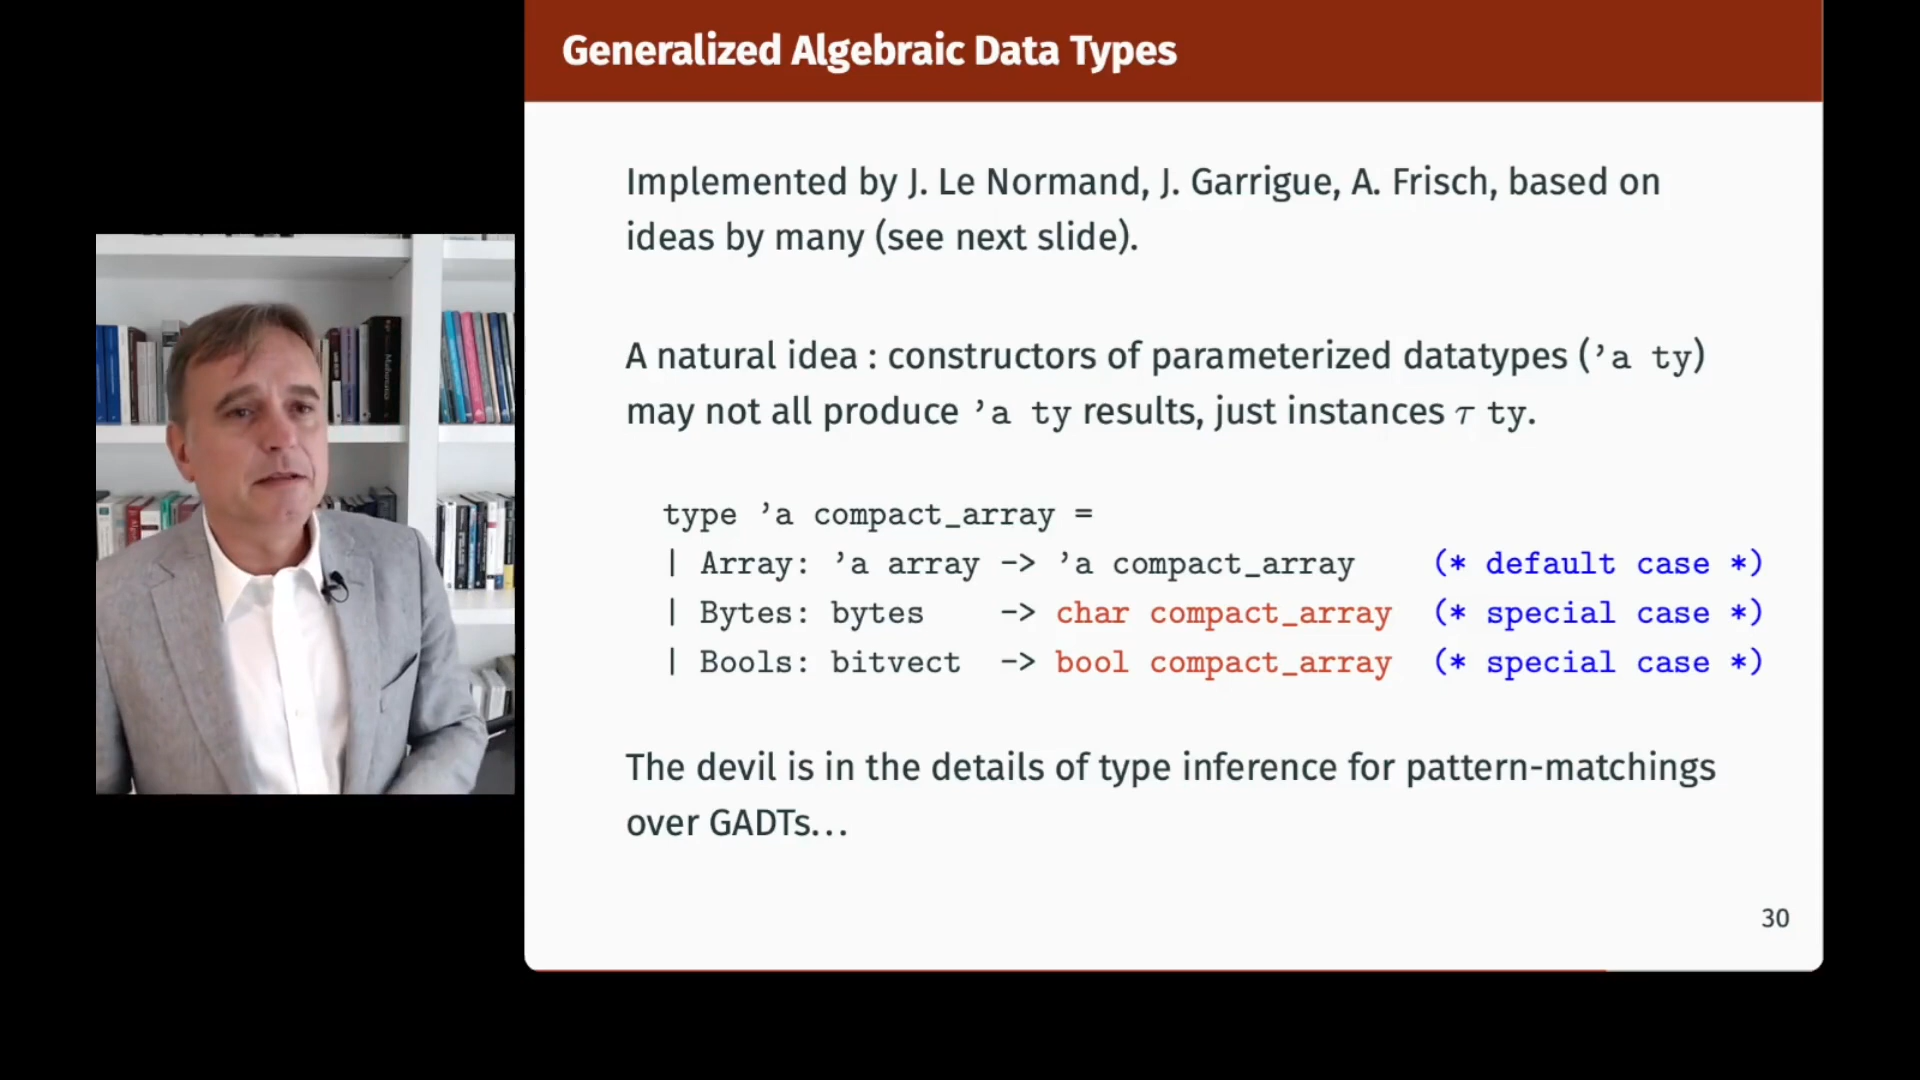 Generalized Algebraic Data Types
Implemented by J. Le Normand, J. Garrigue, A. Frisch, based on
ideas by many (see next slide).
A natural idea : constructors of parameterized datatypes (’a ty)
may not all produce ’a ty results, just instances τ ty.
type ’a compact_array =
| Array: ’a array -> ’a compact_array (* default case *)
| Bytes: bytes -> char compact_array (* special case *)
| Bools: bitvect -> bool compact_array (* special case *)
The devil is in the details of type inference for pattern-matchings
over GADTs...
30